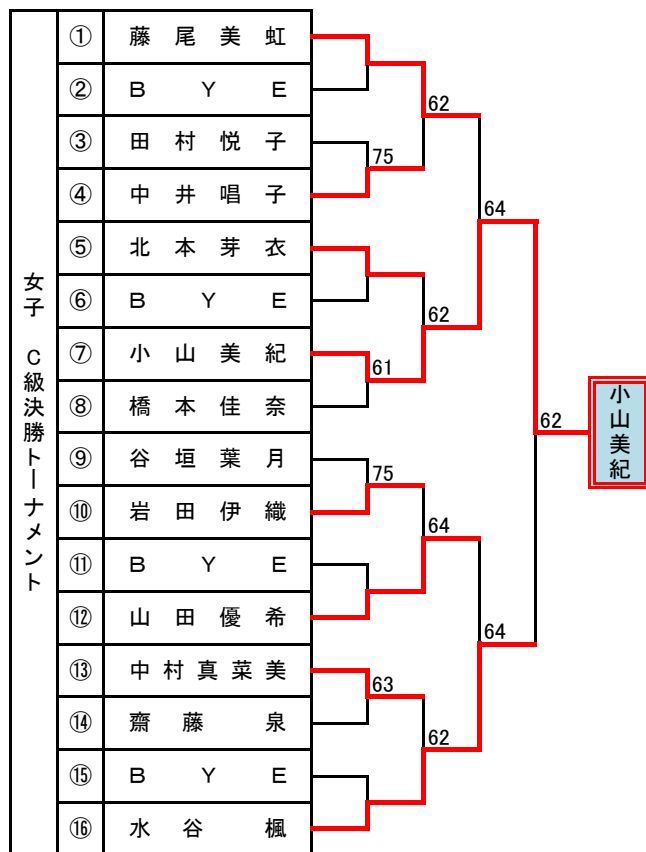 女子 C級決勝トーナメント
① 藤尾美虹
② BYE
③ 田村悦子
④ 中井唱子
⑤ 北本芽衣
⑥ BYE
⑦ 小山美紀
⑧ 橋本佳奈
⑨ 谷垣葉月
⑩ 岩田伊織
⑪ BYE
⑫ 山田優希
⑬ 中村真菜美
⑭ 齋藤泉
⑮ BYE
⑯ 水谷楓
75
61
75
63
62
62
64
62
64
64
62
小山美紀